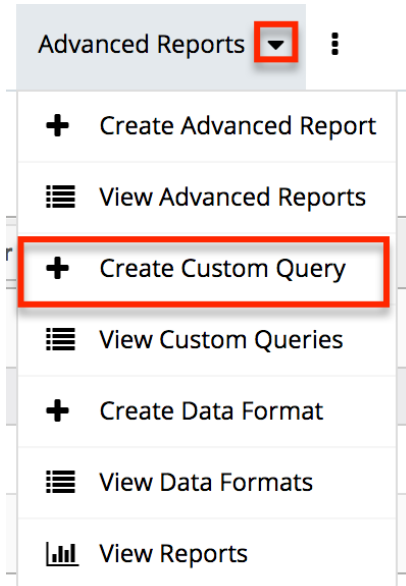 Advanced Reports
Create Advanced Report
View Advanced Reports
r
Create Custom Query
View Custom Queries
Create Data Format
View Data Formats
View Reports